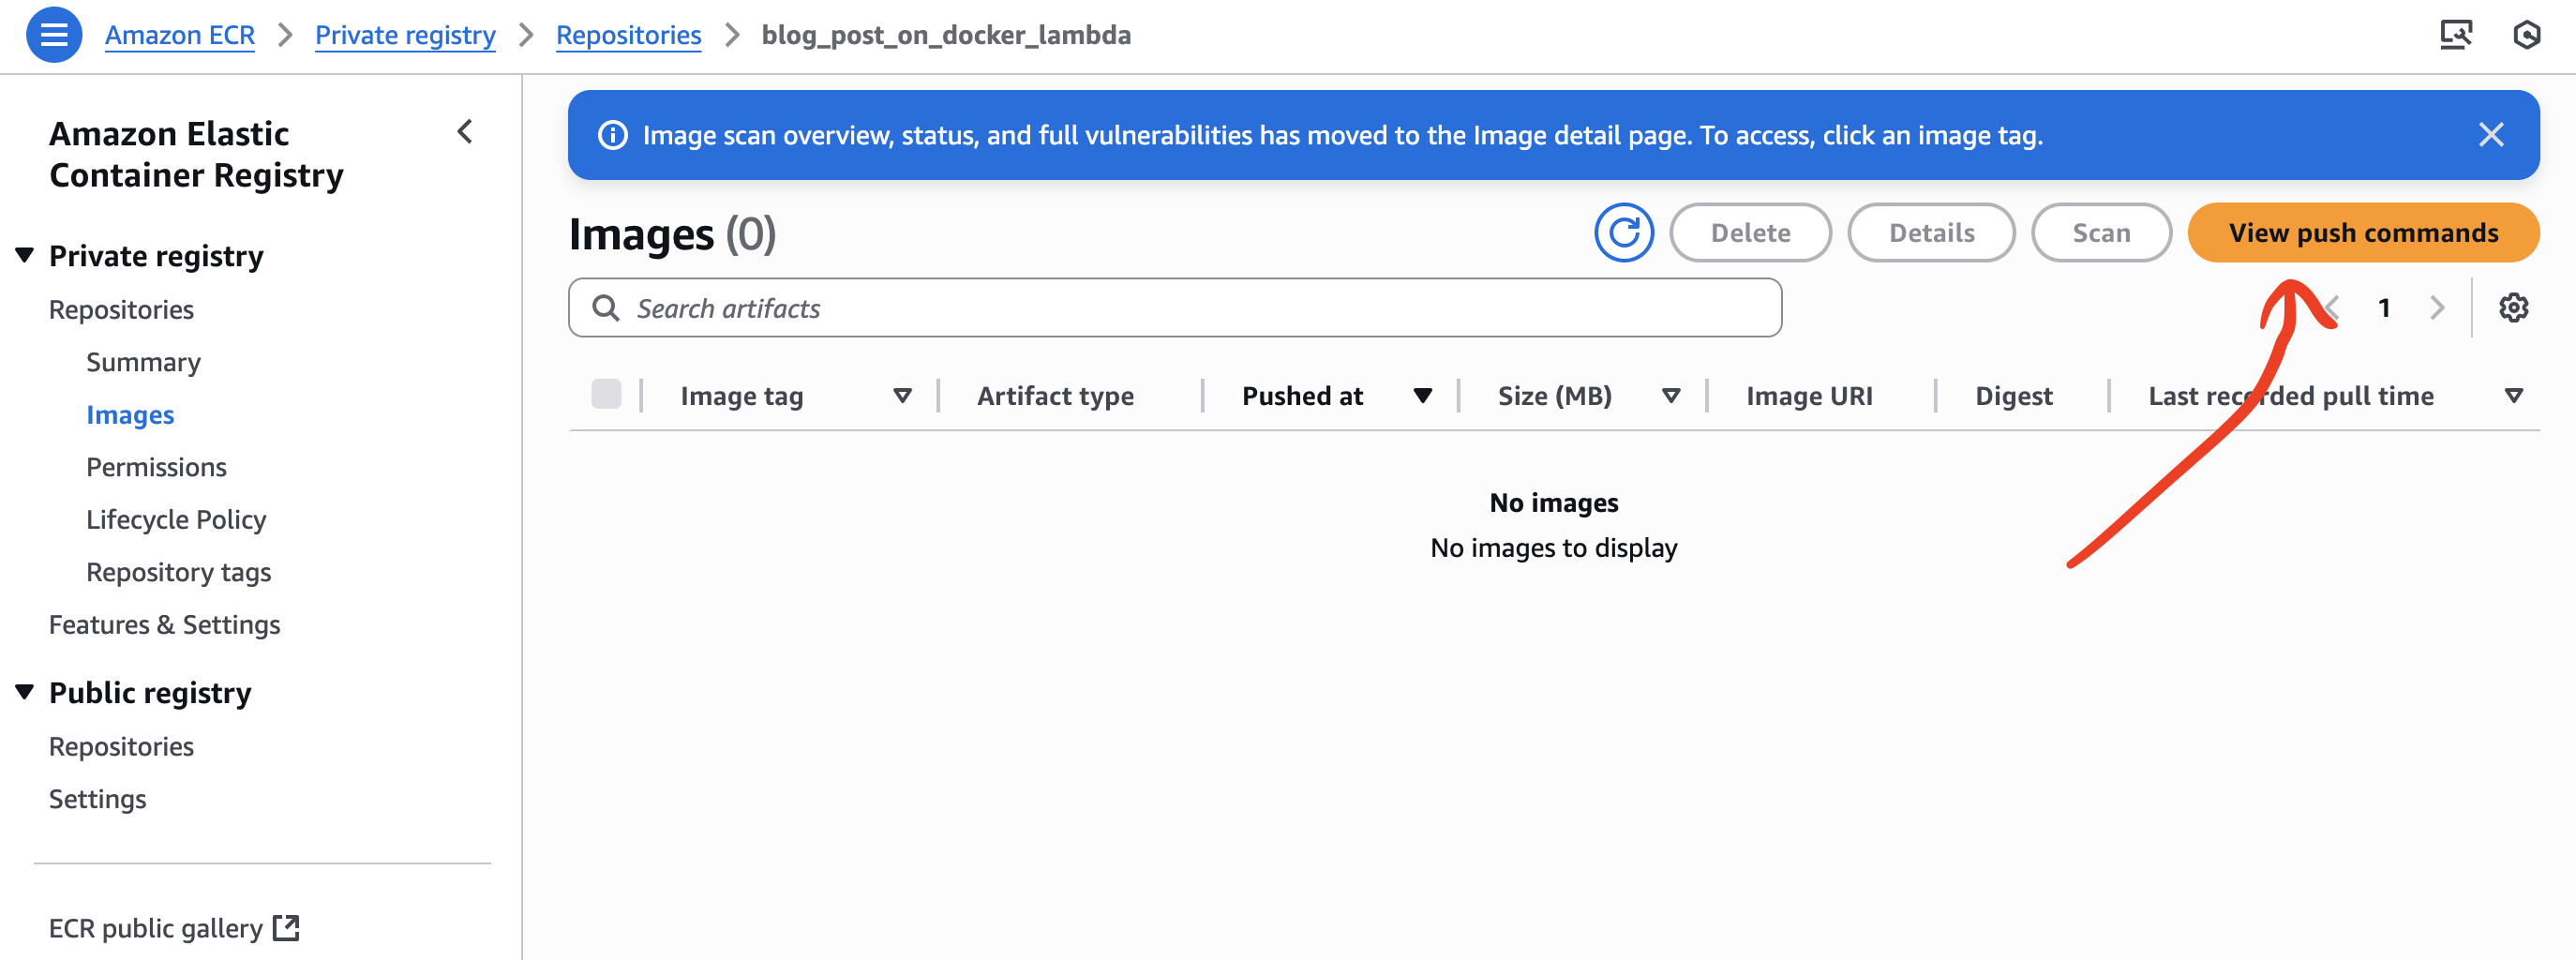 Amazon ECR > Private registry > Repositories > blog_post_on_docker_lambda
Amazon Elastic
Container Registry
Private registry
Repositories
Summary
Images
Permissions
Lifecycle Policy
Repository tags
Features & Settings
Public registry
Repositories
Settings
ECR public gallery
Image scan overview, status, and full vulnerabilities has moved to the Image detail page. To access, click an image tag.
Images (0)
Delete
Details
Scan
View push commands
Search artifacts
1
Image tag
Artifact type
Pushed at
Size (MB)
Image URI
Digest
Last recorded pull time
No images
No images to display